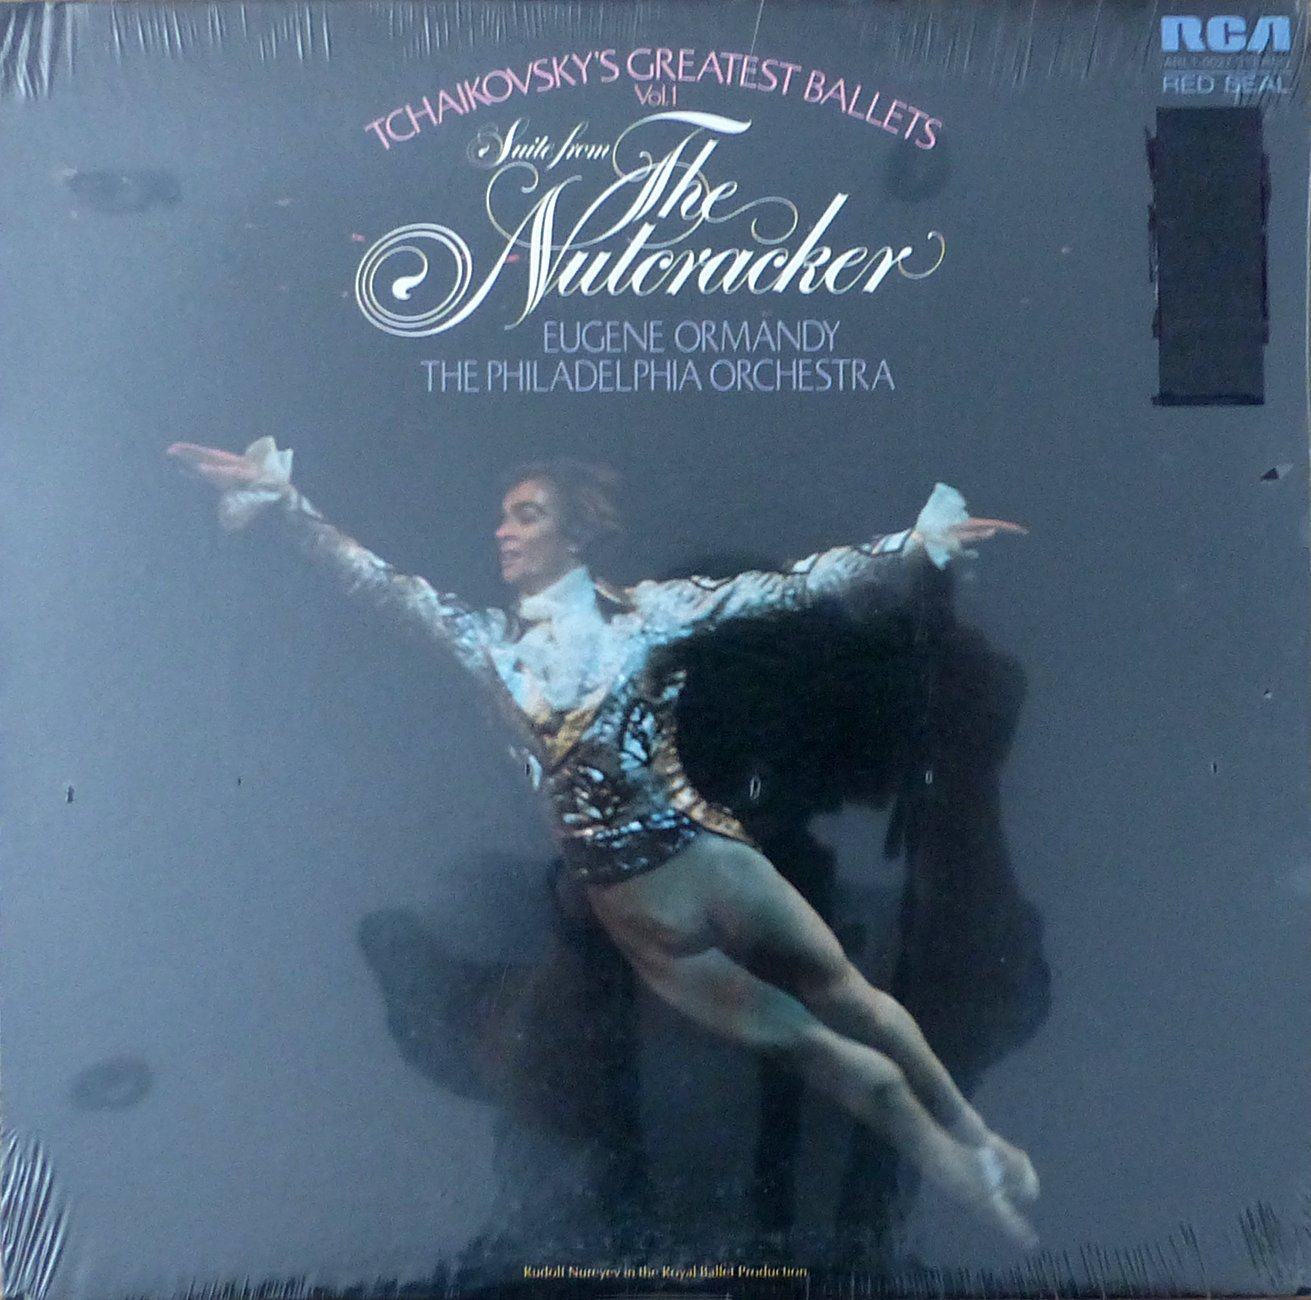 RCA
RED SEAL
TCHAIKOVSKY'S GREATEST BALLETS
Vol.1
Suite from
The
Nutcracker
EUGENE ORMANDY
THE PHILADELPHIA ORCHESTRA
Rudolf Nureyev in the Royal Ballet Production